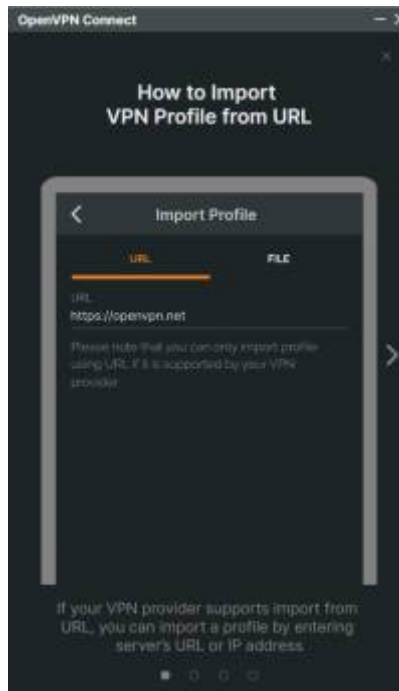 OpenVPN Connect
How to Import
VPN Profile from URL
Import Profile
URL
FILE
URL
https://openvpn.net
Please note that you can only import profile
using URL if it is supported by your VPN
provider
If your VPN provider supports import from
URL, you can import a profile by entering
server's URL or IP address